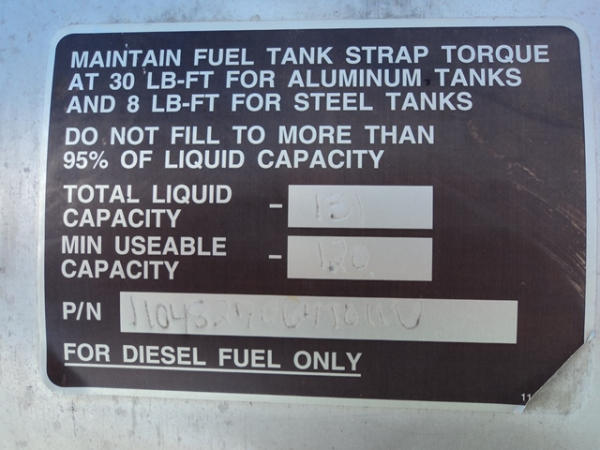 MAINTAIN FUEL TANK STRAP TORQUE
AT 30 LB-FT FOR ALUMINUM TANKS
AND 8 LB-FT FOR STEEL TANKS
DO NOT FILL TO MORE THAN
95% OF LIQUID CAPACITY
TOTAL LIQUID
CAPACITY - 131
MIN USEABLE
CAPACITY - 120
P/N
FOR DIESEL FUEL ONLY